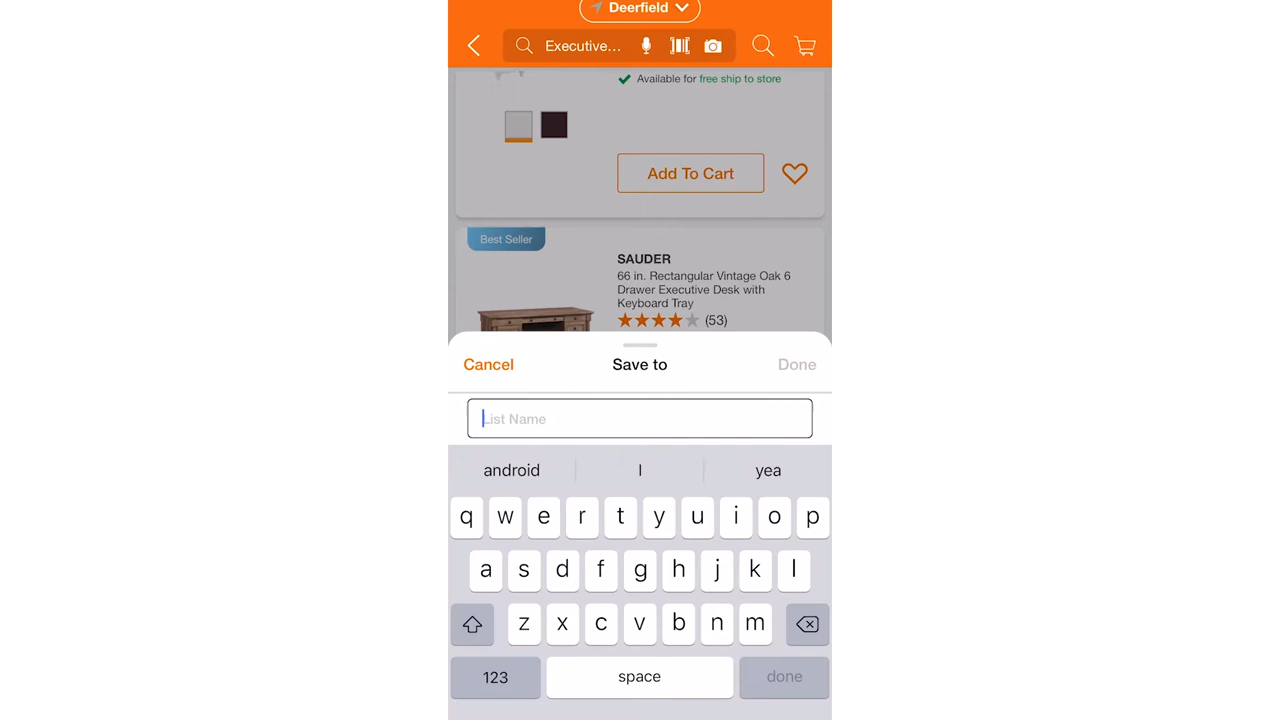 Deerfield
Executive...
Available for free ship to store
Add To Cart
Best Seller
SAUDER
66 in. Rectangular Vintage Oak 6
Drawer Executive Desk with
Keyboard Tray
(53)
Cancel Save to Done
List Name
android I yea
q w e r t y u i o p
a s d f g h j k l
z x c v b n m
123 space done